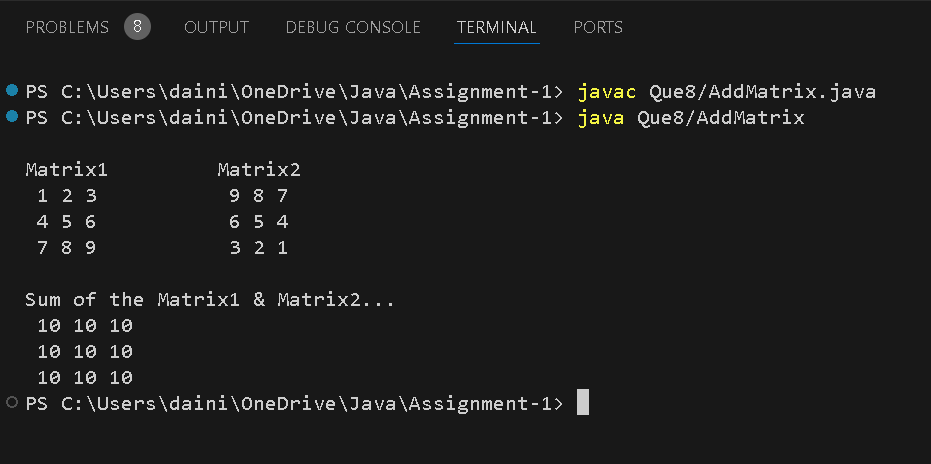 PROBLEMS 8 OUTPUT DEBUG CONSOLE TERMINAL PORTS
PS C:\Users\daini\OneDrive\Java\Assignment-1> javac Que8/AddMatrix.java
PS C:\Users\daini\OneDrive\Java\Assignment-1> java Que8/AddMatrix
Matrix1 Matrix2
1 2 3 9 8 7
4 5 6 6 5 4
7 8 9 3 2 1
Sum of the Matrix1 & Matrix2...
10 10 10
10 10 10
10 10 10
PS C:\Users\daini\OneDrive\Java\Assignment-1>